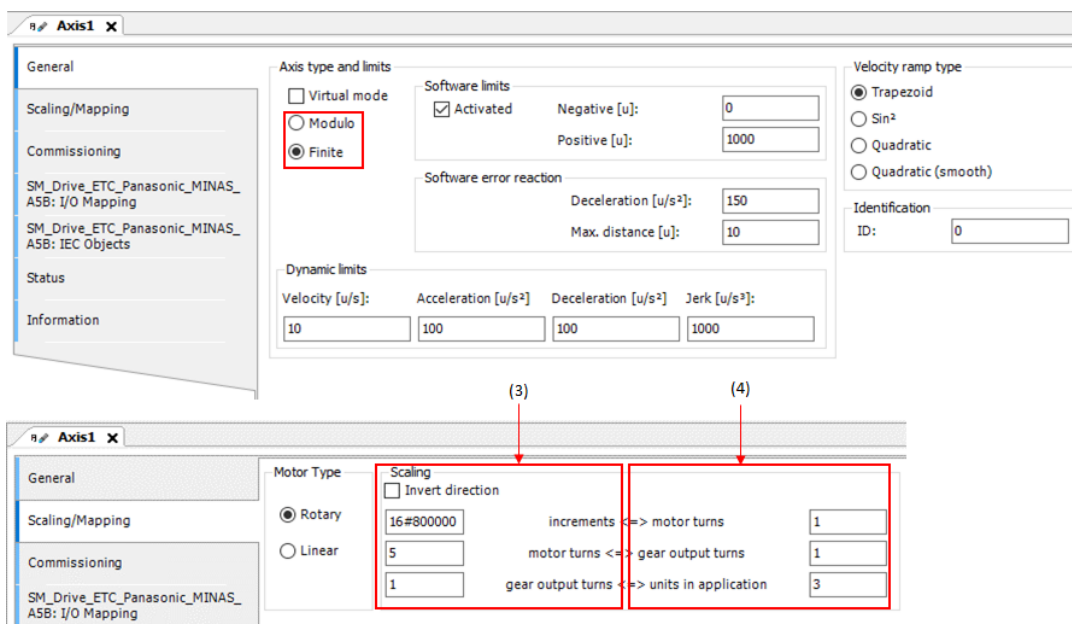 Axis1
General
Scaling/Mapping
Commissioning
SM_Drive_ETC_Panasonic_MINAS_
A5B: I/O Mapping
SM_Drive_ETC_Panasonic_MINAS_
A5B: IEC Objects
Status
Information
Axis type and limits
Virtual mode
Modulo
Finite
Software limits
Activated
Negative [u]: 0
Positive [u]: 1000
Software error reaction
Deceleration [u/s²]: 150
Max. distance [u]: 10
Dynamic limits
Velocity [u/s]: Acceleration [u/s²] Deceleration [u/s²] Jerk [u/s³]:
10 100 100 1000
Velocity ramp type
Trapezoid
Sin²
Quadratic
Quadratic (smooth)
Identification
ID: 0
(3) (4)
Axis1
General
Scaling/Mapping
Commissioning
SM_Drive_ETC_Panasonic_MINAS_
A5B: I/O Mapping
Motor Type
Rotary
Linear
Scaling
Invert direction
16#800000 increments <=> motor turns 1
5 motor turns <=> gear output turns 1
1 gear output turns <=> units in application 3